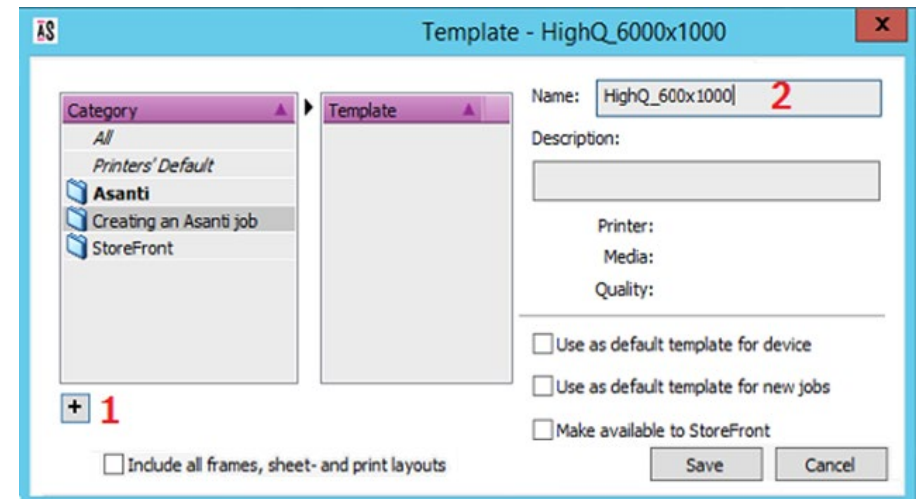 AS
Template - HighQ_6000x1000
x
Category
Template
All
Printers' Default
Asanti
Creating an Asanti job
StoreFront
+ 1
Include all frames, sheet- and print layouts
Name: HighQ_600x1000 2
Description:
Printer:
Media:
Quality:
Use as default template for device
Use as default template for new jobs
Make available to StoreFront
Save Cancel